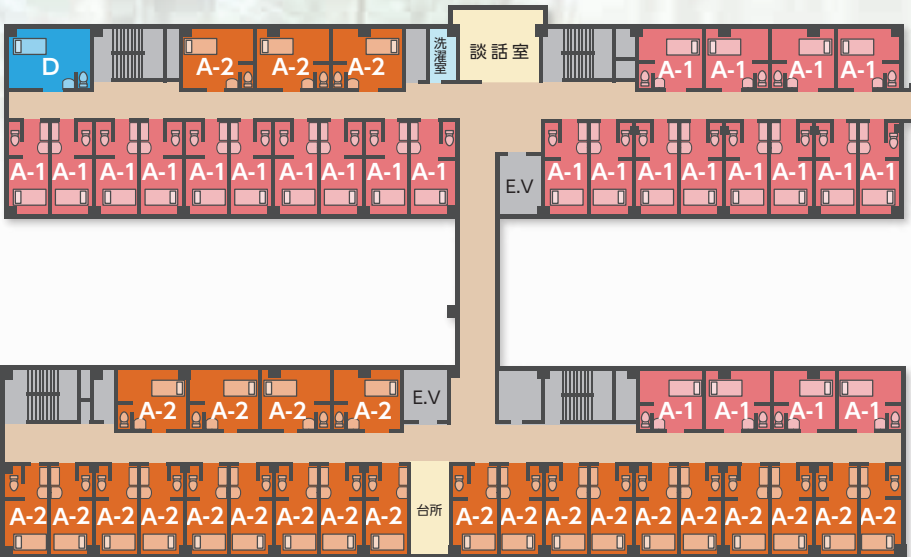 D A-2 A-2 A-2 洗濯室 談話室 A-1 A-1 A-1 A-1
A-1 A-1 A-1 A-1 A-1 A-1 A-1 A-1 A-1 A-1 E.V A-1 A-1 A-1 A-1 A-1 A-1 A-1 A-1
A-2 A-2 A-2 A-2 E.V A-1 A-1 A-1 A-1
A-2 A-2 A-2 A-2 A-2 A-2 A-2 A-2 A-2 台所 A-2 A-2 A-2 A-2 A-2 A-2 A-2 A-2 A-2 A-2